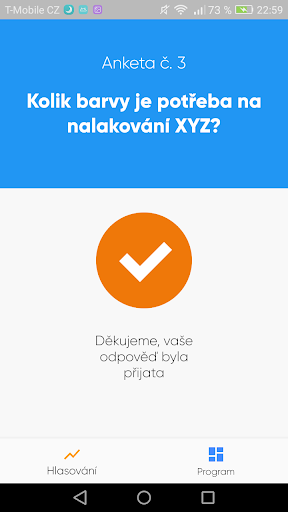 T-Mobile CZ
73 % 22:59
Anketa č. 3
Kolik barvy je potřeba na
nalakování XYZ?
Děkujeme, vaše
odpověď byla
přijata
Hlasování
Program